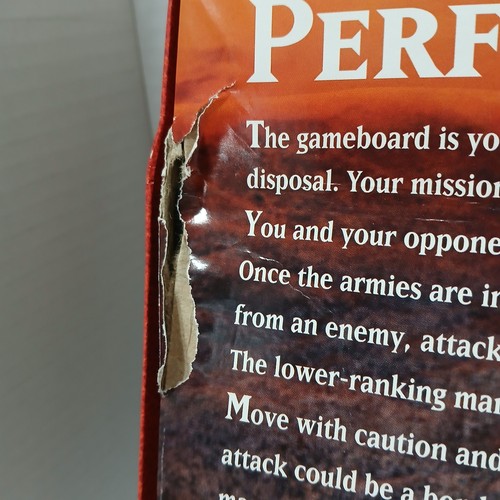 PERF
The gameboard is yo
disposal. Your mission
You and your oppone
Once the armies are in
from an enemy, attack
The lower-ranking mar
Move with caution and
attack could be a bo